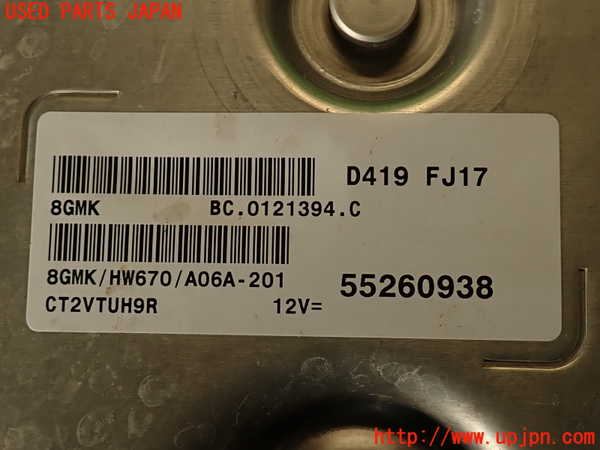 USED PARTS JAPAN
D419 FJ17
8GMK BC.0121394.C
8GMK/HW670/A06A-201
55260938
CT2VTUH9R 12V=
http://www.upjpn.com/